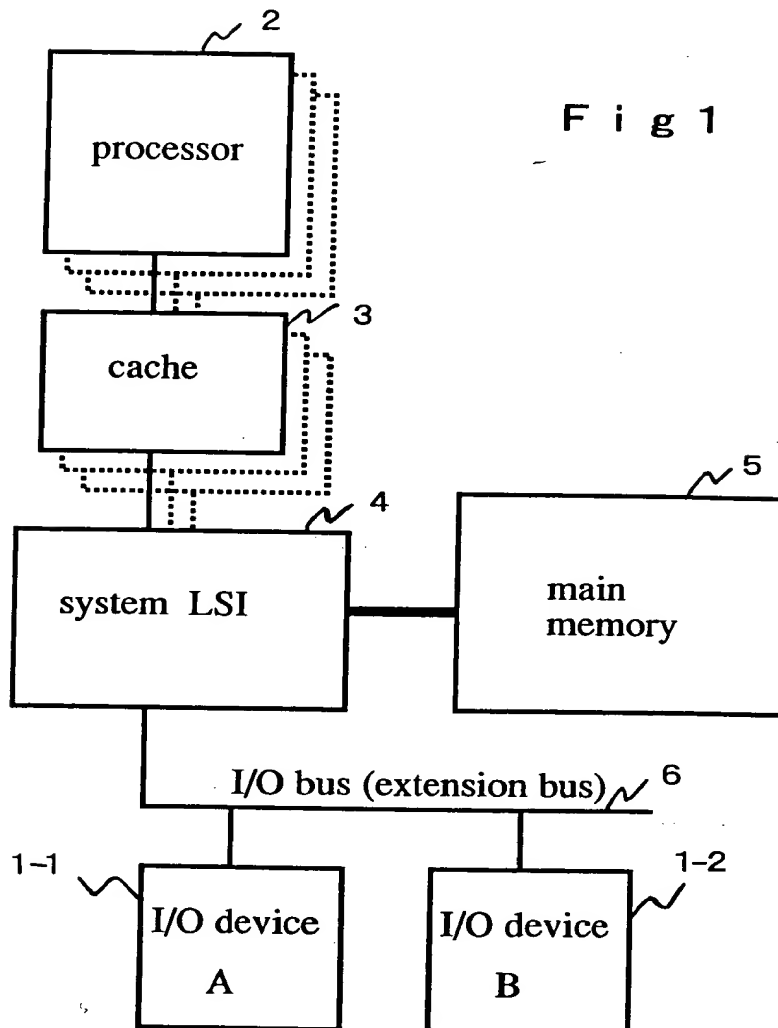 2
F i g 1
processor
3
cache
5
4
system LSI
main
memory
I/O bus (extension bus)
6
1-1
1-2
I/O device
A
I/O device
B